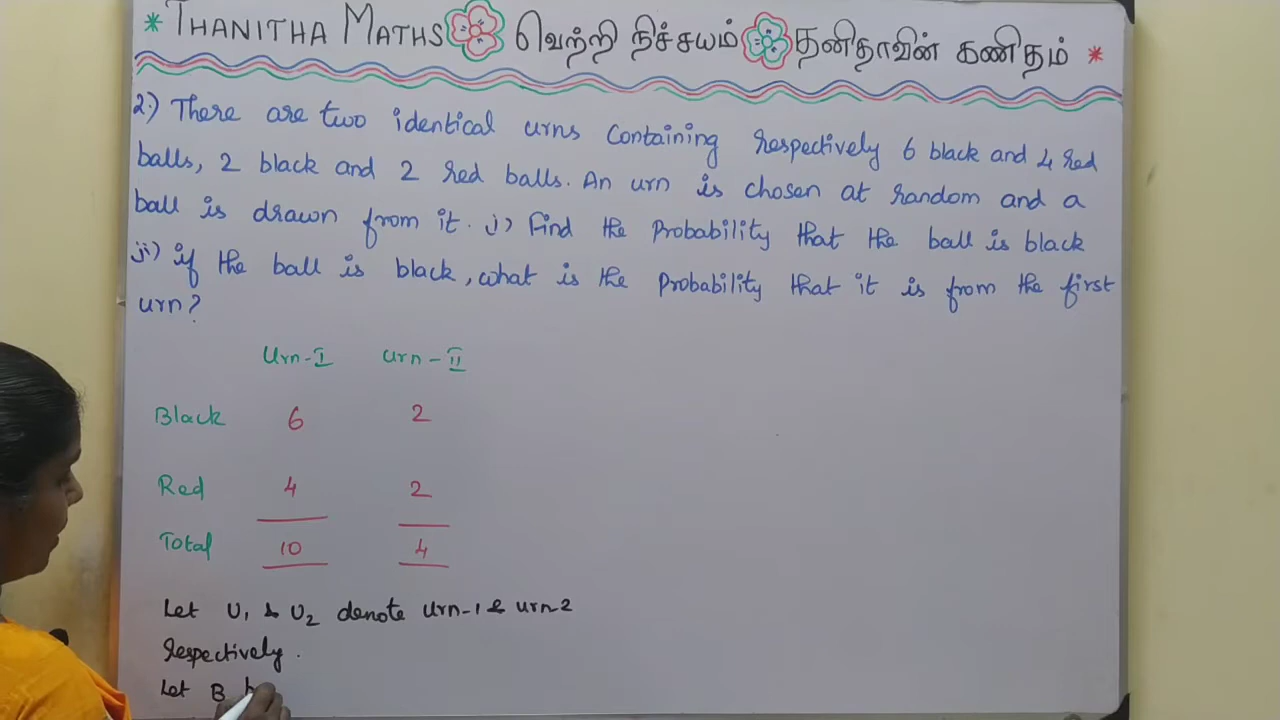 * THANITHA MATHS வெற்றி நிச்சயம் தனிதாவின் கணிதம் *
2.) There are two identical urns containing respectively 6 black and 4 red
balls, 2 black and 2 red balls. An urn is chosen at random and a
ball is drawn from it. i) Find the Probability that the ball is black
ii) if the ball is black, what is the Probability that it is from the first
urn?
Urn-I Urn-II
Black 6 2
Red 4 2
Total 10 4
Let U1 & U2 denote Urn-1 & Urn-2
Respectively.
Let B